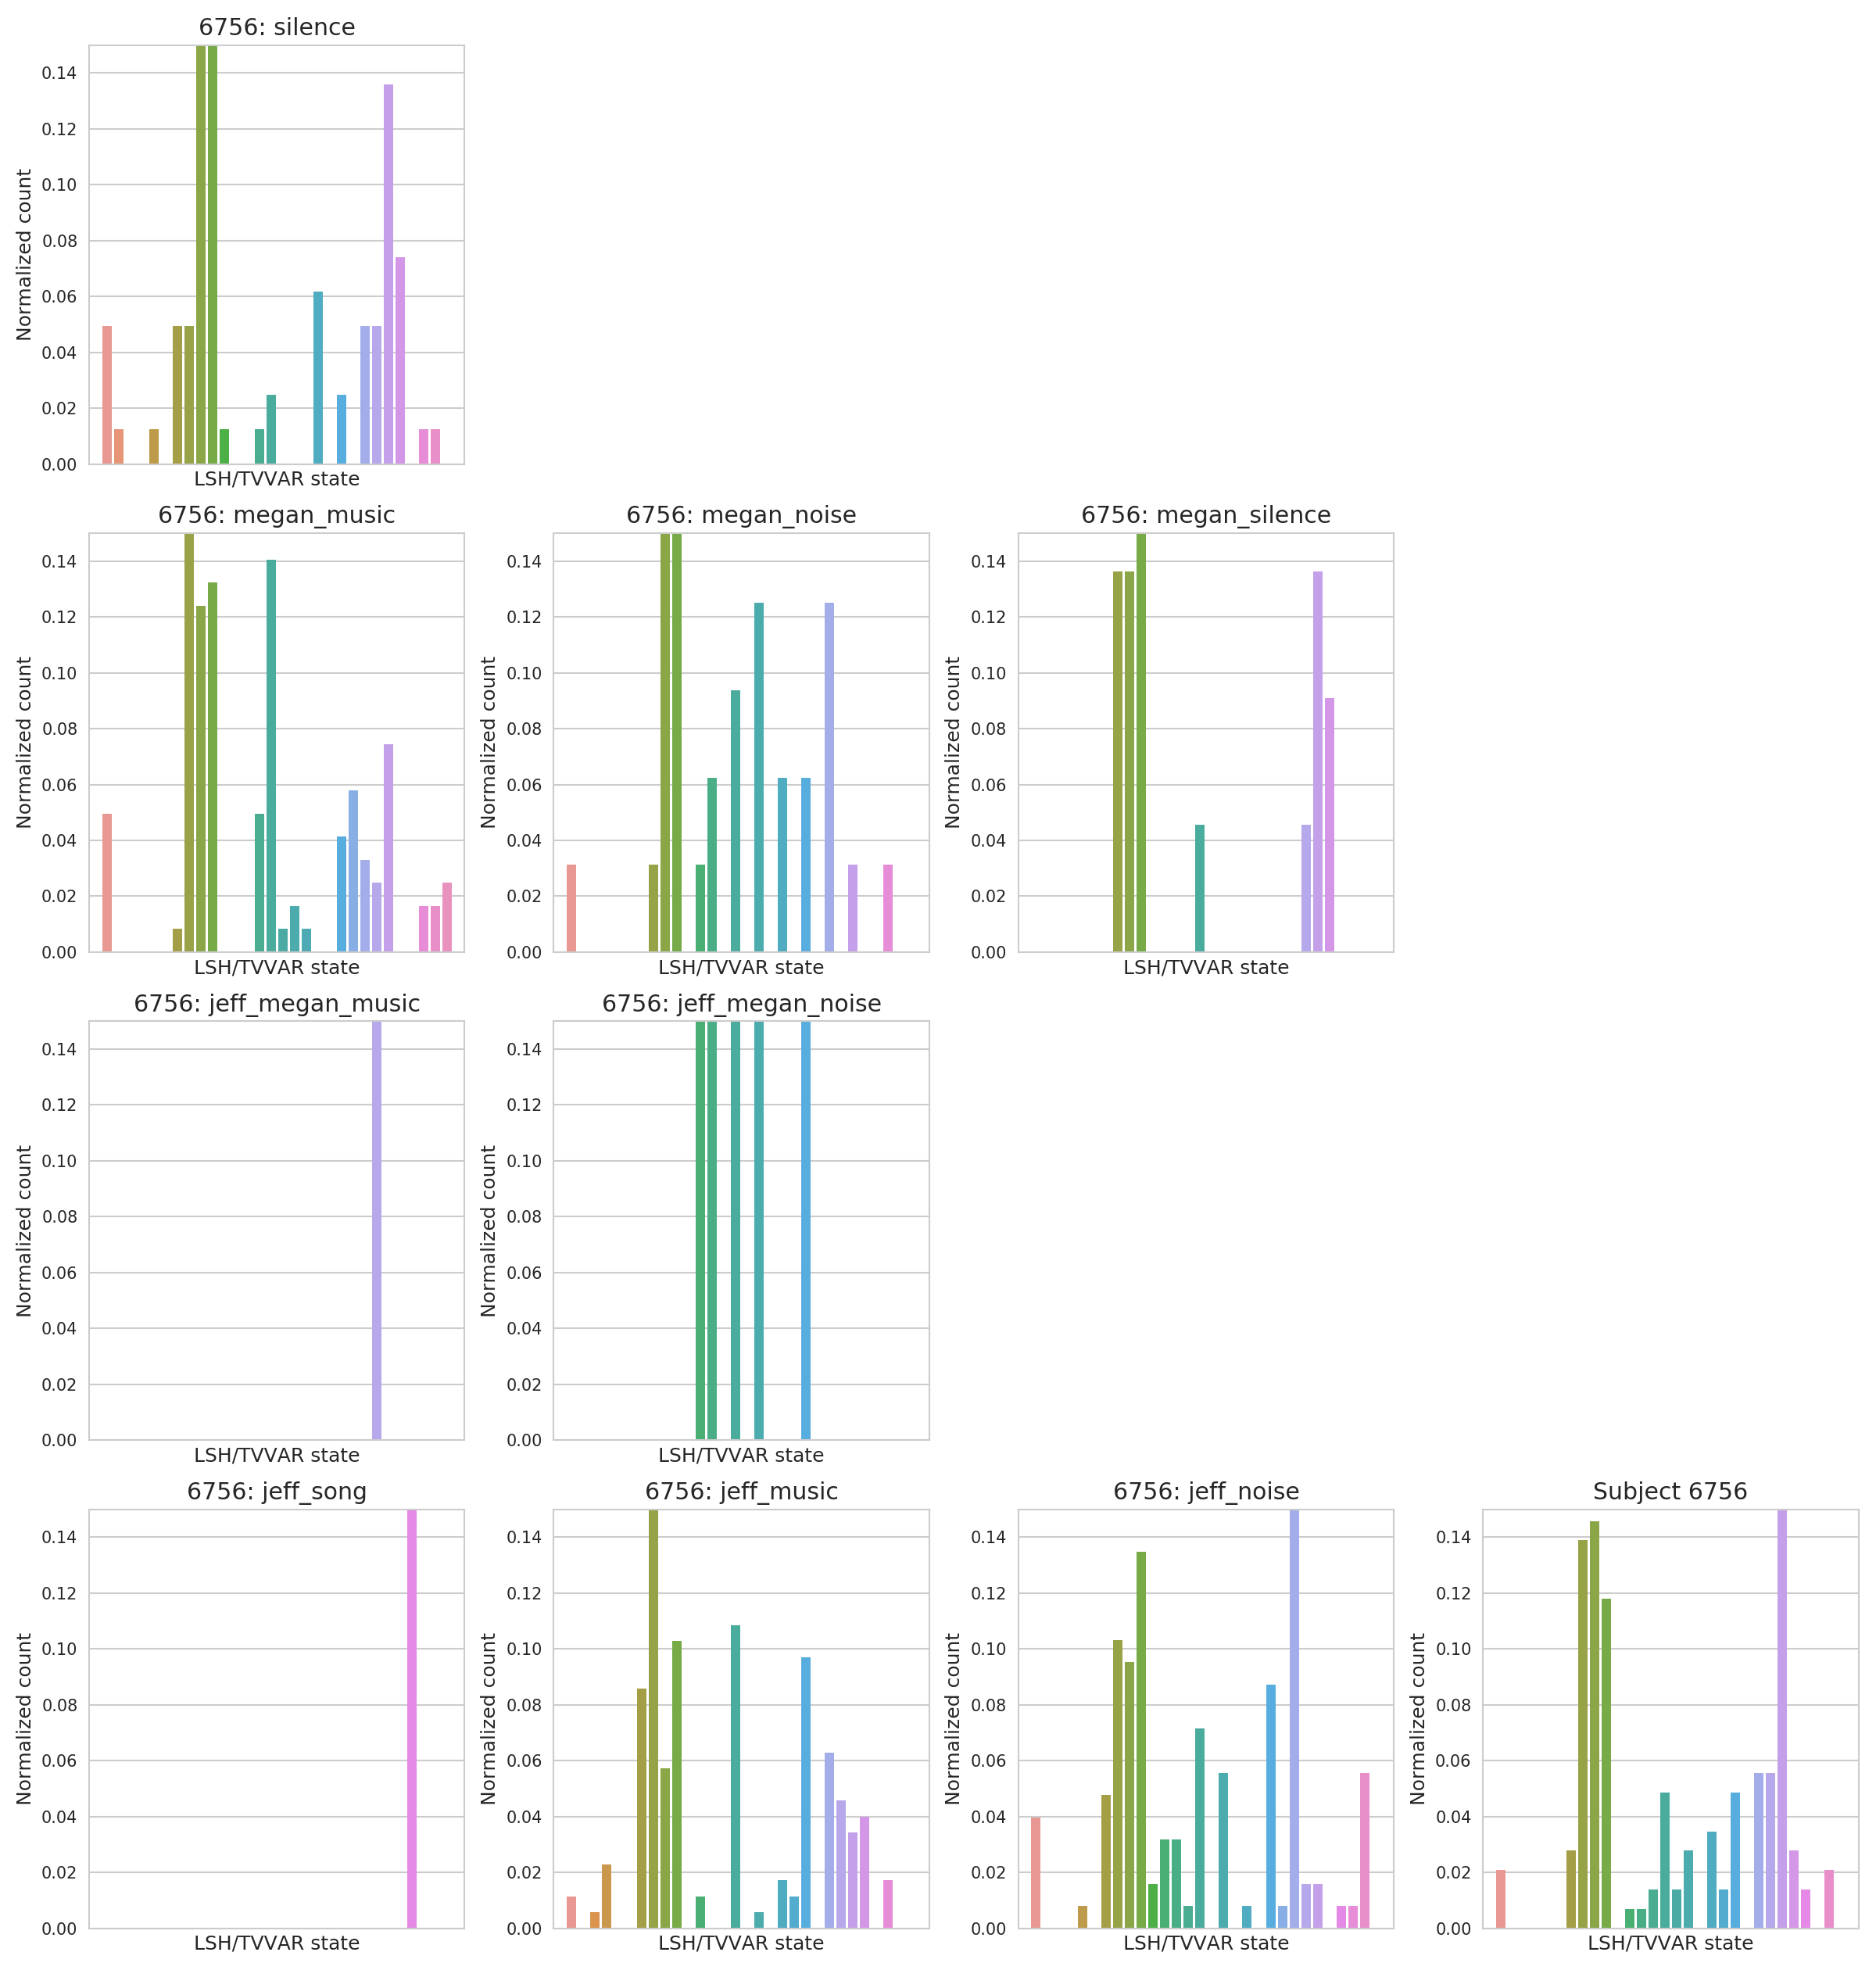 6756: silence
Normalized count
0.14
0.12
0.10
0.08
0.06
0.04
0.02
0.00
LSH/TVVAR state
6756: megan_music
Normalized count
0.14
0.12
0.10
0.08
0.06
0.04
0.02
0.00
LSH/TVVAR state
6756: megan_noise
Normalized count
0.14
0.12
0.10
0.08
0.06
0.04
0.02
0.00
LSH/TVVAR state
6756: megan_silence
Normalized count
0.14
0.12
0.10
0.08
0.06
0.04
0.02
0.00
LSH/TVVAR state
6756: jeff_megan_music
Normalized count
0.14
0.12
0.10
0.08
0.06
0.04
0.02
0.00
LSH/TVVAR state
6756: jeff_megan_noise
Normalized count
0.14
0.12
0.10
0.08
0.06
0.04
0.02
0.00
LSH/TVVAR state
6756: jeff_song
Normalized count
0.14
0.12
0.10
0.08
0.06
0.04
0.02
0.00
LSH/TVVAR state
6756: jeff_music
Normalized count
0.14
0.12
0.10
0.08
0.06
0.04
0.02
0.00
LSH/TVVAR state
6756: jeff_noise
Normalized count
0.14
0.12
0.10
0.08
0.06
0.04
0.02
0.00
LSH/TVVAR state
Subject 6756
Normalized count
0.14
0.12
0.10
0.08
0.06
0.04
0.02
0.00
LSH/TVVAR state